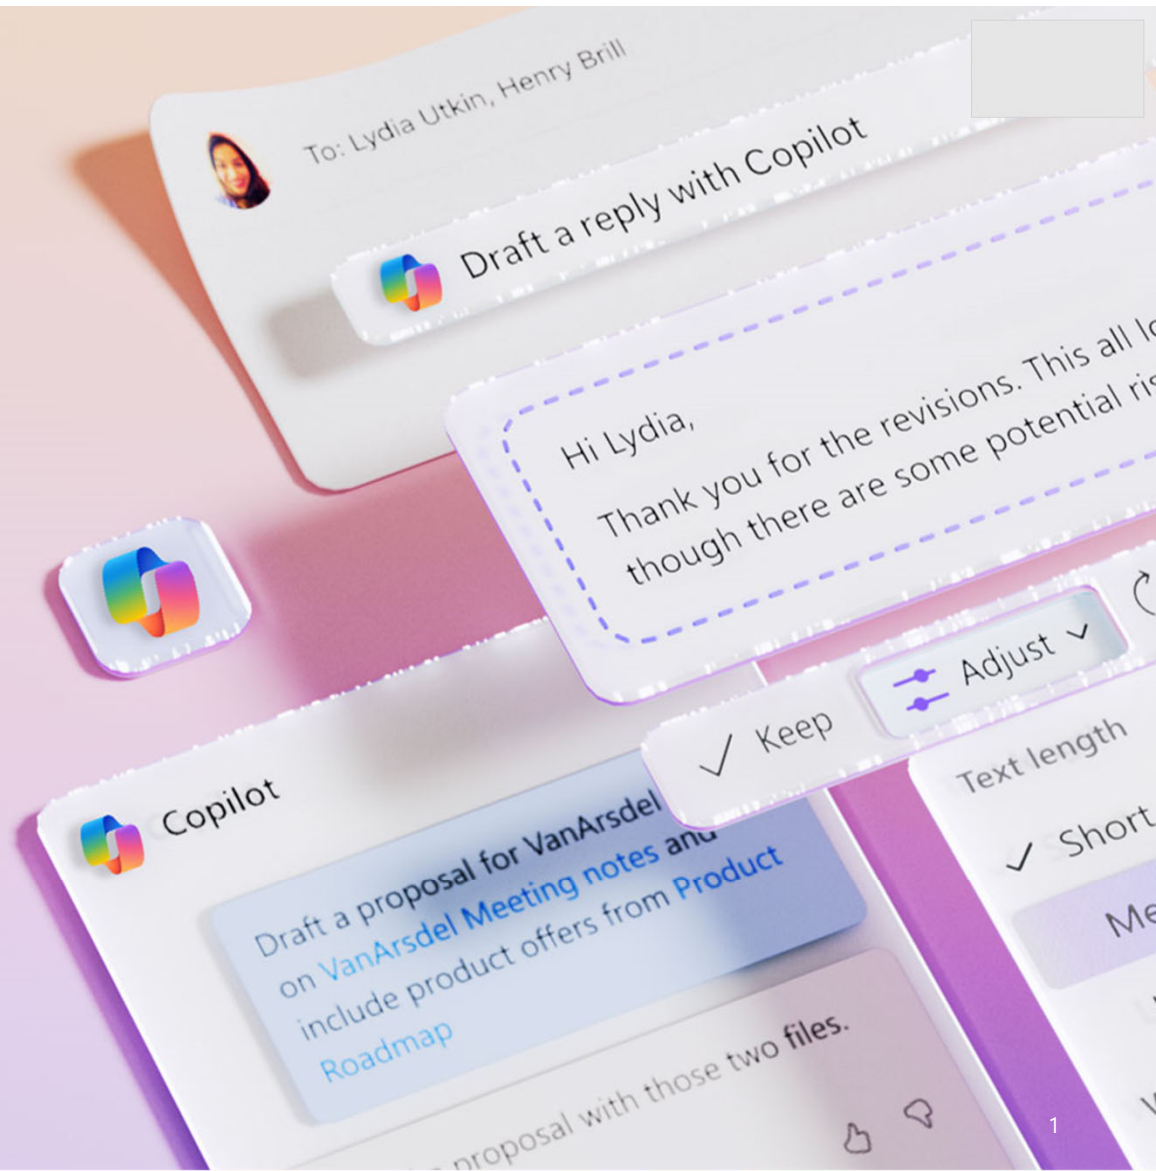 To: Lydia Utkin, Henry Brill
Draft a reply with Copilot
Hi Lydia,
Thank you for the revisions. This all lo
though there are some potential ris
Keep
Adjust
Text length
Short
Me
Copilot
Draft a proposal for VanArsdel
on VanArsdel Meeting notes and
include product offers from Product
Roadmap
proposal with those two files.
1